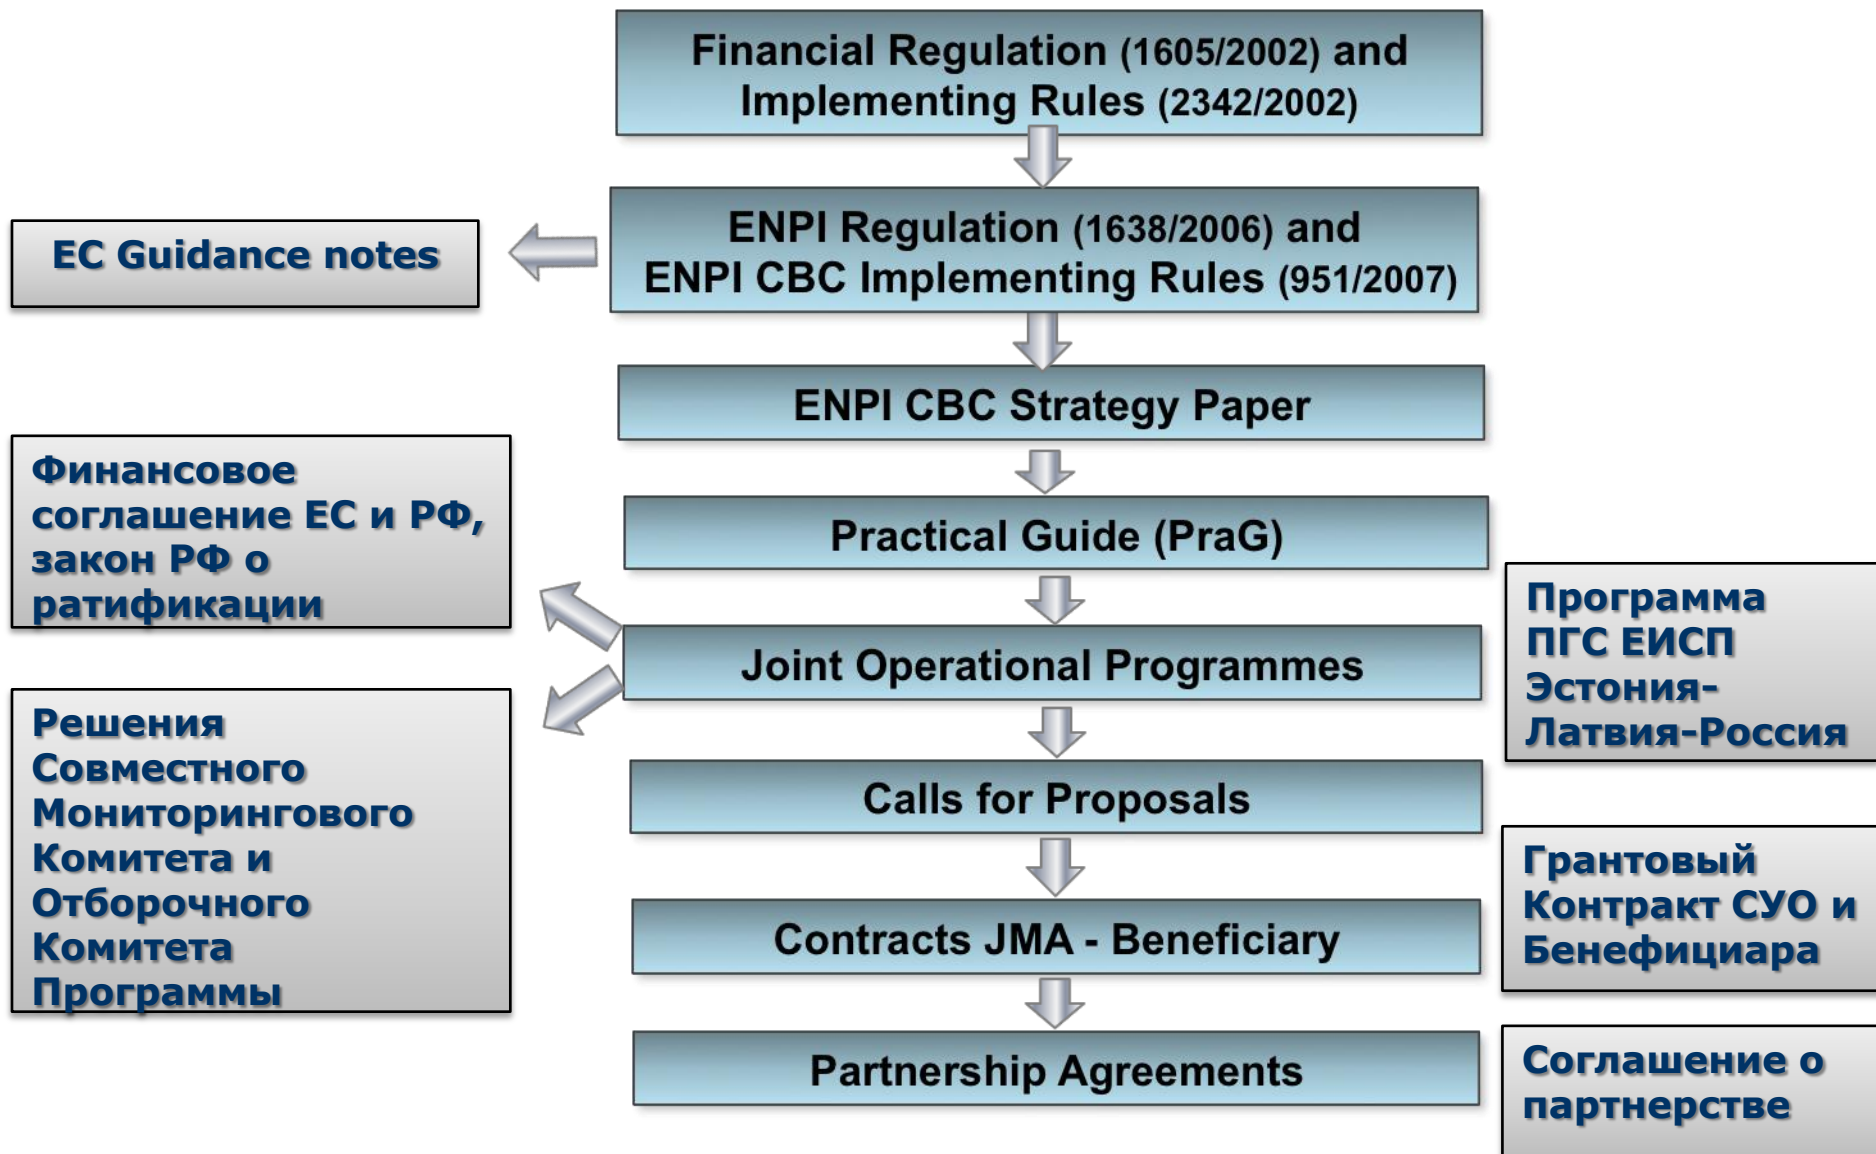 Financial Regulation (1605/2002) and
Implementing Rules (2342/2002)
EC Guidance notes
ENPI Regulation (1638/2006) and
ENPI CBC Implementing Rules (951/2007)
ENPI CBC Strategy Paper
Финансовое
соглашение ЕС и РФ,
закон РФ о
ратификации
Practical Guide (PraG)
Программа
ПГС ЕИСП
Эстония-
Латвия-Россия
Joint Operational Programmes
Решения
Совместного
Мониторингового
Комитета и
Отборочного
Комитета
Программы
Calls for Proposals
Грантовый
Контракт СУО и
Бенефициара
Contracts JMA - Beneficiary
Partnership Agreements
Соглашение о
партнерстве